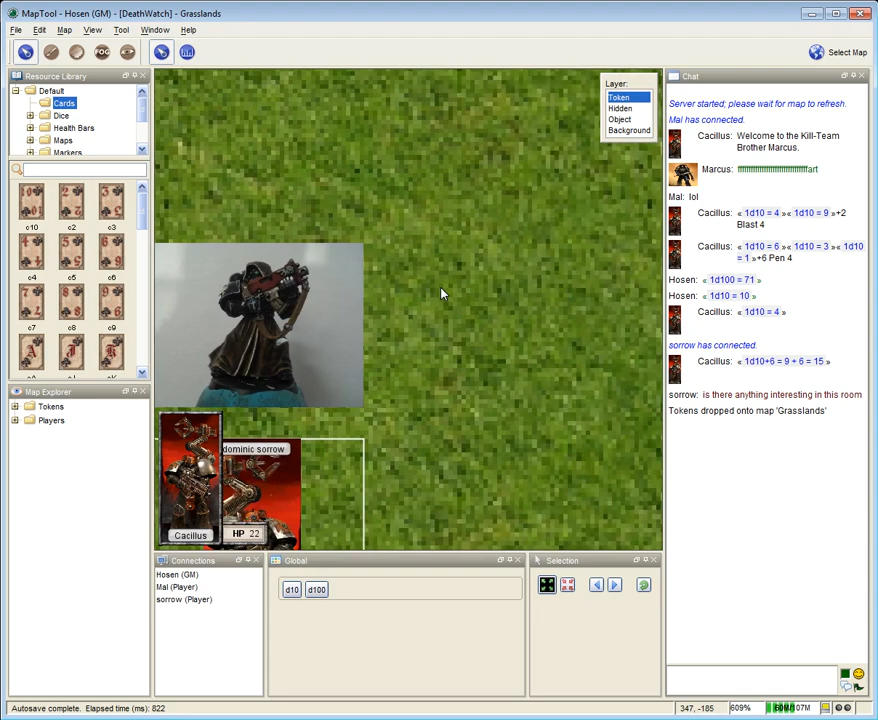 MapTool - Hosen (GM) - [DeathWatch] - Grasslands
File Edit Map View Tool Window Help
FOG
Select Map
Resource Library
Default
Cards
Dice
Health Bars
Maps
Markers
c10 c2 c3
c4 c5 c6
c7 c8 c9
Map Explorer
Tokens
Players
Layer:
Token
Hidden
Object
Background
dominic sorrow
Cacillus
HP 22
Connections
Hosen (GM)
Mal (Player)
sorrow (Player)
Global
d10 d100
Selection
Chat
Server started; please wait for map to refresh.
Mal has connected.
Cacillus: Welcome to the Kill-Team
Brother Marcus.
Marcus: ffffffffffffffffffffffffffffffffart
Mal: lol
Cacillus: « 1d10 = 4 » « 1d10 = 9 »+2
Blast 4
Cacillus: « 1d10 = 6 » « 1d10 = 3 » « 1d10
= 1 »+6 Pen 4
Hosen: « 1d100 = 71 »
Hosen: « 1d10 = 10 »
Cacillus: « 1d10 = 4 »
sorrow has connected.
Cacillus: « 1d10+6 = 9 + 6 = 15 »
sorrow: is there anything interesting in this room
Tokens dropped onto map 'Grasslands'
Autosave complete. Elapsed time (ms): 822
347, -185
609%
60M/107M